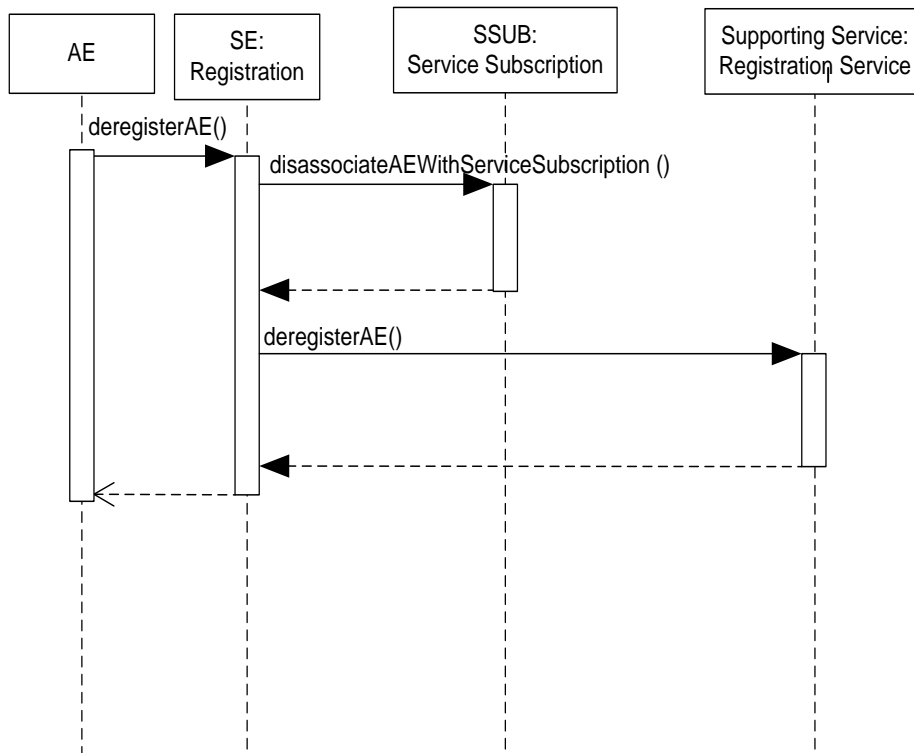 AE
SE:
Registration
SSUB:
Service Subscription
Supporting Service:
Registration Service
deregisterAE()
disassociateAEWithServiceSubscription ()
deregisterAE()